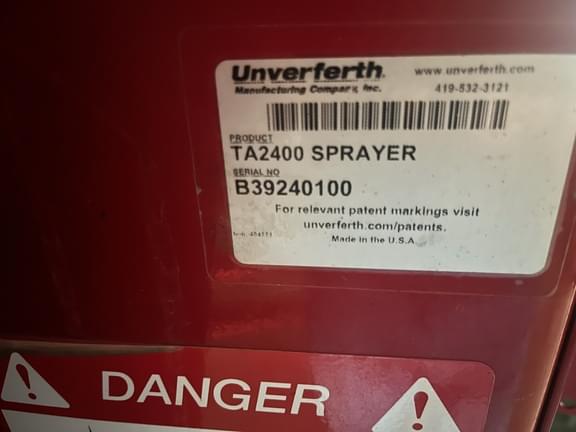 Unverferth
www.unverferth.com
Manufacturing Company, Inc.
419-532-3121
PRODUCT
TA2400 SPRAYER
SERIAL NO
B39240100
For relevant patent markings visit
unverferth.com/patents.
Made in the U.S.A.
DANGER